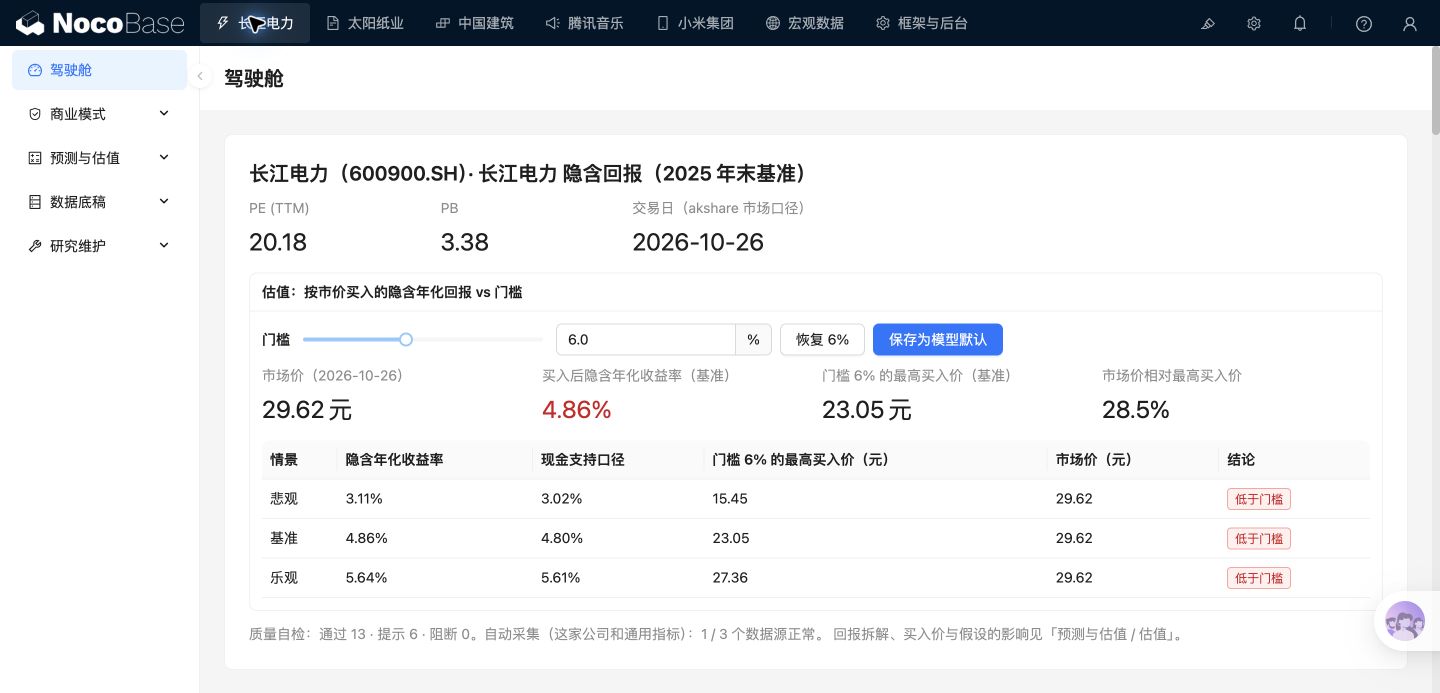 NocoBase 长江电力 太阳纸业 中国建筑 腾讯音乐 小米集团 宏观数据 框架与后台
驾驶舱
商业模式
预测与估值
数据底稿
研究维护
驾驶舱
长江电力（600900.SH）· 长江电力 隐含回报（2025 年末基准）
PE (TTM) PB 交易日（akshare 市场口径）
20.18 3.38 2026-10-26
估值：按市价买入的隐含年化回报 vs 门槛
门槛 6.0 % 恢复 6% 保存为模型默认
市场价（2026-10-26） 买入后隐含年化收益率（基准） 门槛 6% 的最高买入价（基准） 市场价相对最高买入价
29.62 元 4.86% 23.05 元 28.5%
情景 隐含年化收益率 现金支持口径 门槛 6% 的最高买入价（元） 市场价（元） 结论
悲观 3.11% 3.02% 15.45 29.62 低于门槛
基准 4.86% 4.80% 23.05 29.62 低于门槛
乐观 5.64% 5.61% 27.36 29.62 低于门槛
质量自检：通过 13 · 提示 6 · 阻断 0。自动采集（这家公司和通用指标）：1 / 3 个数据源正常。 回报拆解、买入价与假设的影响见「预测与估值 / 估值」。